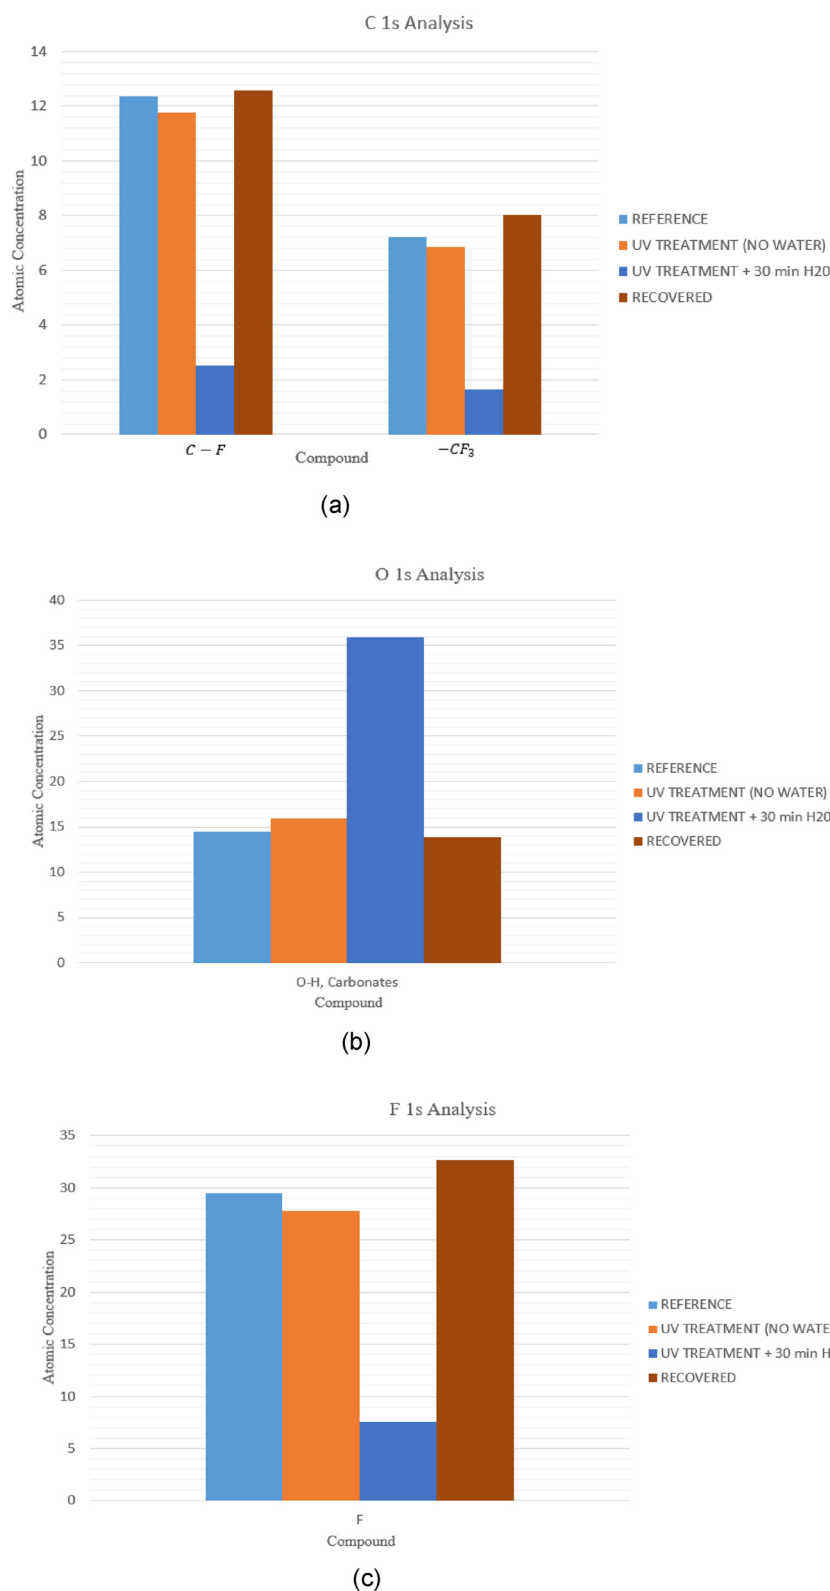 C 1s Analysis
14
12
10
8
6
4
2
0
Atomic Concentration
C – F
–CF₃
Compound
REFERENCE
UV TREATMENT (NO WATER)
UV TREATMENT + 30 min H20
RECOVERED
(a)
O 1s Analysis
40
35
30
25
20
15
10
5
0
Atomic Concentration
O-H, Carbonates
Compound
REFERENCE
UV TREATMENT (NO WATER)
UV TREATMENT + 30 min H20
RECOVERED
(b)
F 1s Analysis
35
30
25
20
15
10
5
0
Atomic Concentration
F
Compound
REFERENCE
UV TREATMENT (NO WATE
UV TREATMENT + 30 min H
RECOVERED
(c)